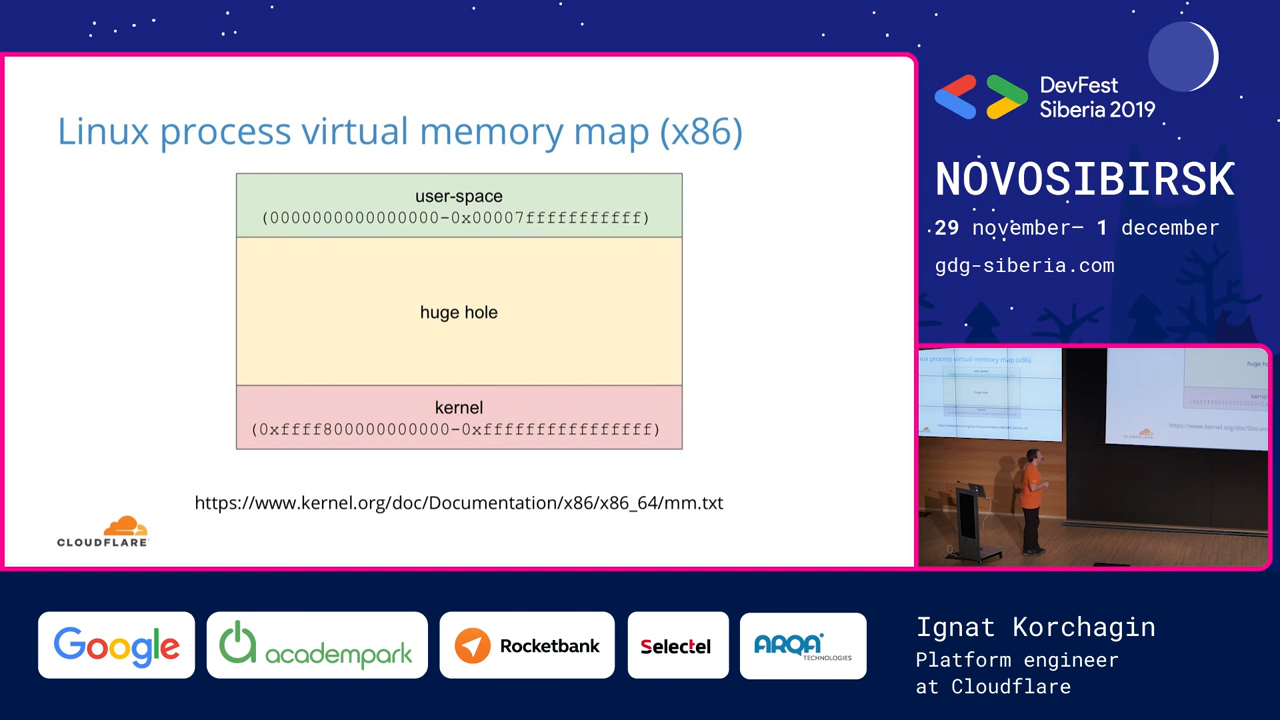 Linux process virtual memory map (x86)
user-space
(0000000000000000-0x00007fffffffffff)
huge hole
kernel
(0xffff800000000000-0xffffffffffffffff)
https://www.kernel.org/doc/Documentation/x86/x86_64/mm.txt
CLOUDFLARE
DevFest
Siberia 2019
NOVOSIBIRSK
29 november– 1 december
gdg-siberia.com
Google
academpark
Rocketbank
Selectel
ARQA
TECHNOLOGIES
Ignat Korchagin
Platform engineer
at Cloudflare